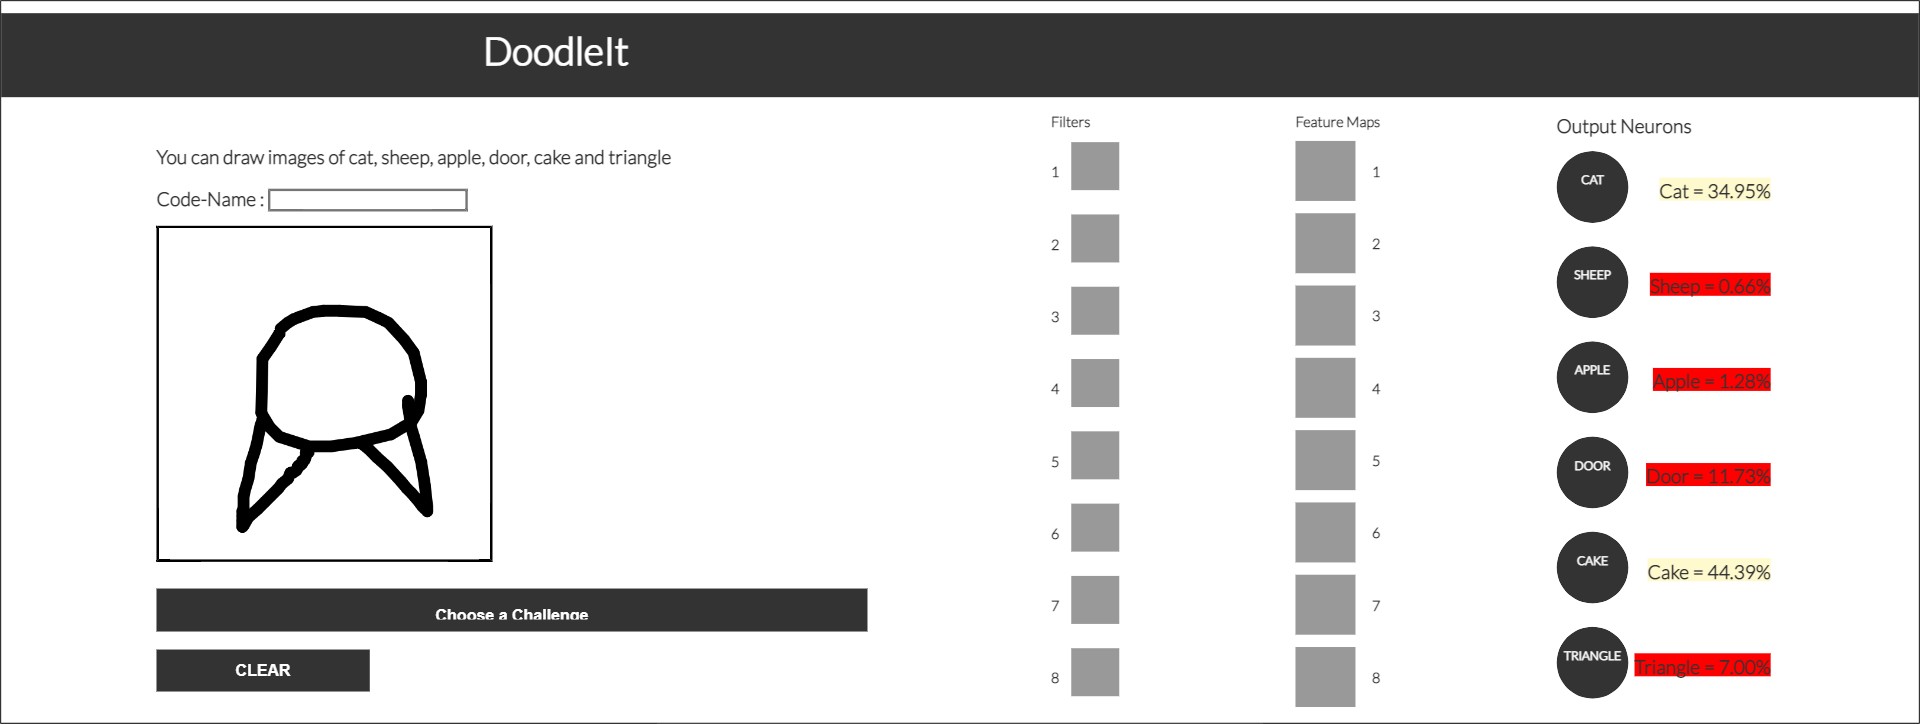 DoodleIt
You can draw images of cat, sheep, apple, door, cake and triangle
Code-Name :
Choose a Challenge
CLEAR
Filters
1
2
3
4
5
6
7
8
Feature Maps
1
2
3
4
5
6
7
8
Output Neurons
CAT
Cat = 34.95%
SHEEP
Sheep = 0.66%
APPLE
Apple = 1.28%
DOOR
Door = 11.73%
CAKE
Cake = 44.39%
TRIANGLE
Triangle = 7.00%